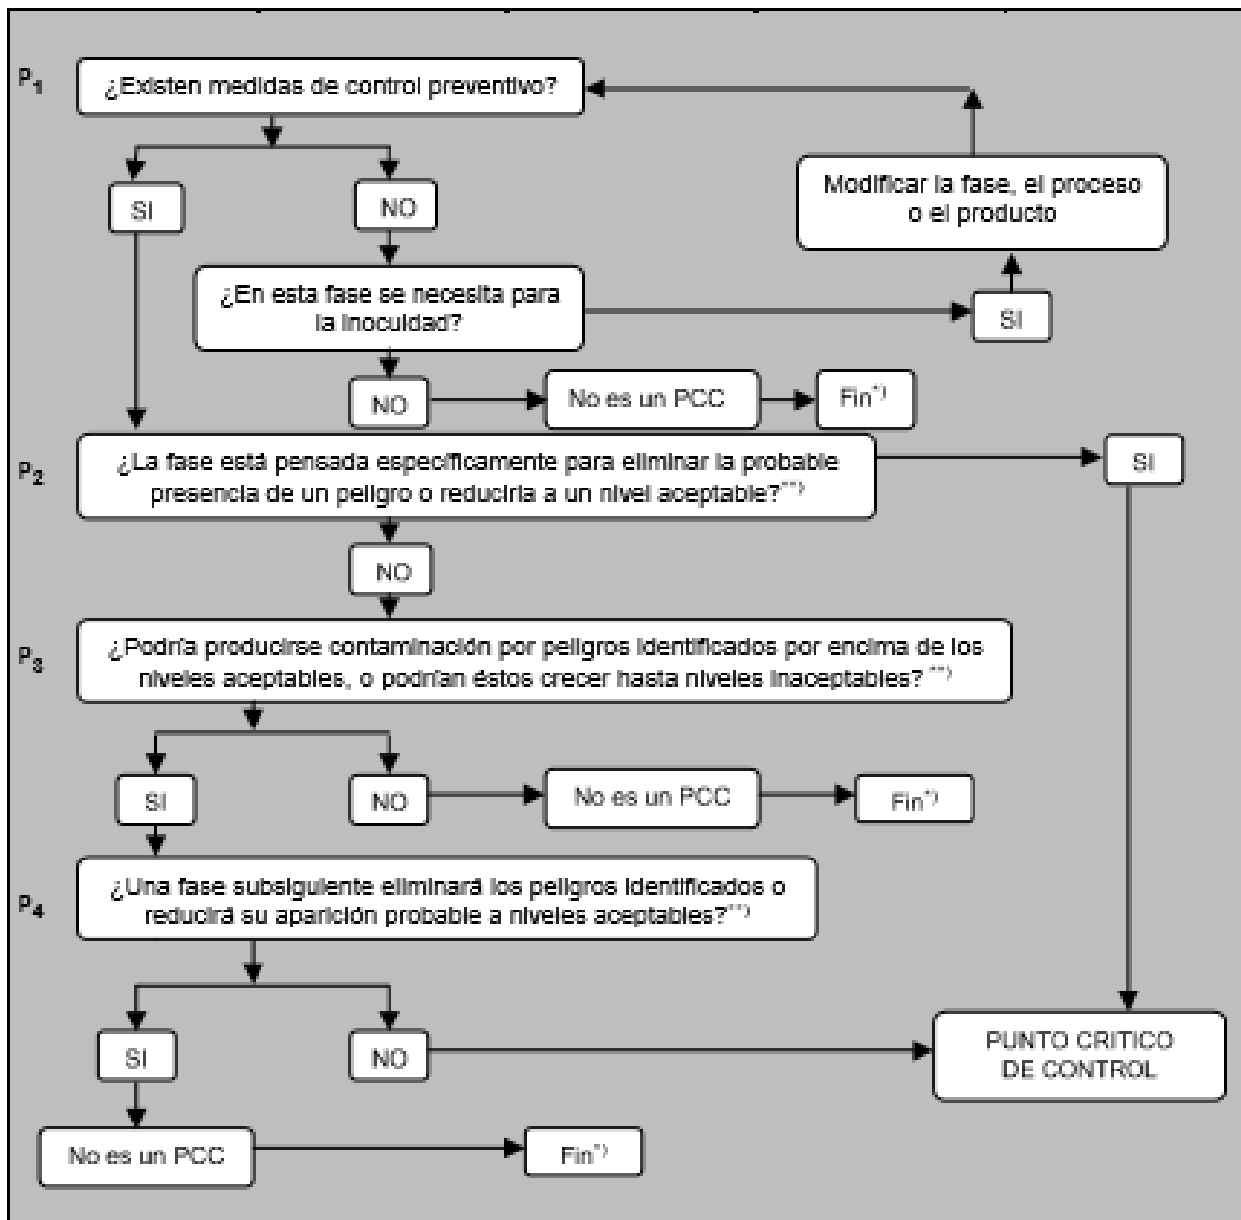 P1
¿Existen medidas de control preventivo?
SI
NO
Modificar la fase, el proceso
o el producto
¿En esta fase se necesita para
la inocuidad?
SI
NO
No es un PCC
Fin*)
P2
¿La fase está pensada específicamente para eliminar la probable
presencia de un peligro o reducirla a un nivel aceptable?**)
SI
NO
P3
¿Podría producirse contaminación por peligros identificados por encima de los
niveles aceptables, o podrían éstos crecer hasta niveles inaceptables? **)
SI
NO
No es un PCC
Fin*)
P4
¿Una fase subsiguiente eliminará los peligros identificados o
reducirá su aparición probable a niveles aceptables?**)
SI
NO
PUNTO CRITICO
DE CONTROL
No es un PCC
Fin*)